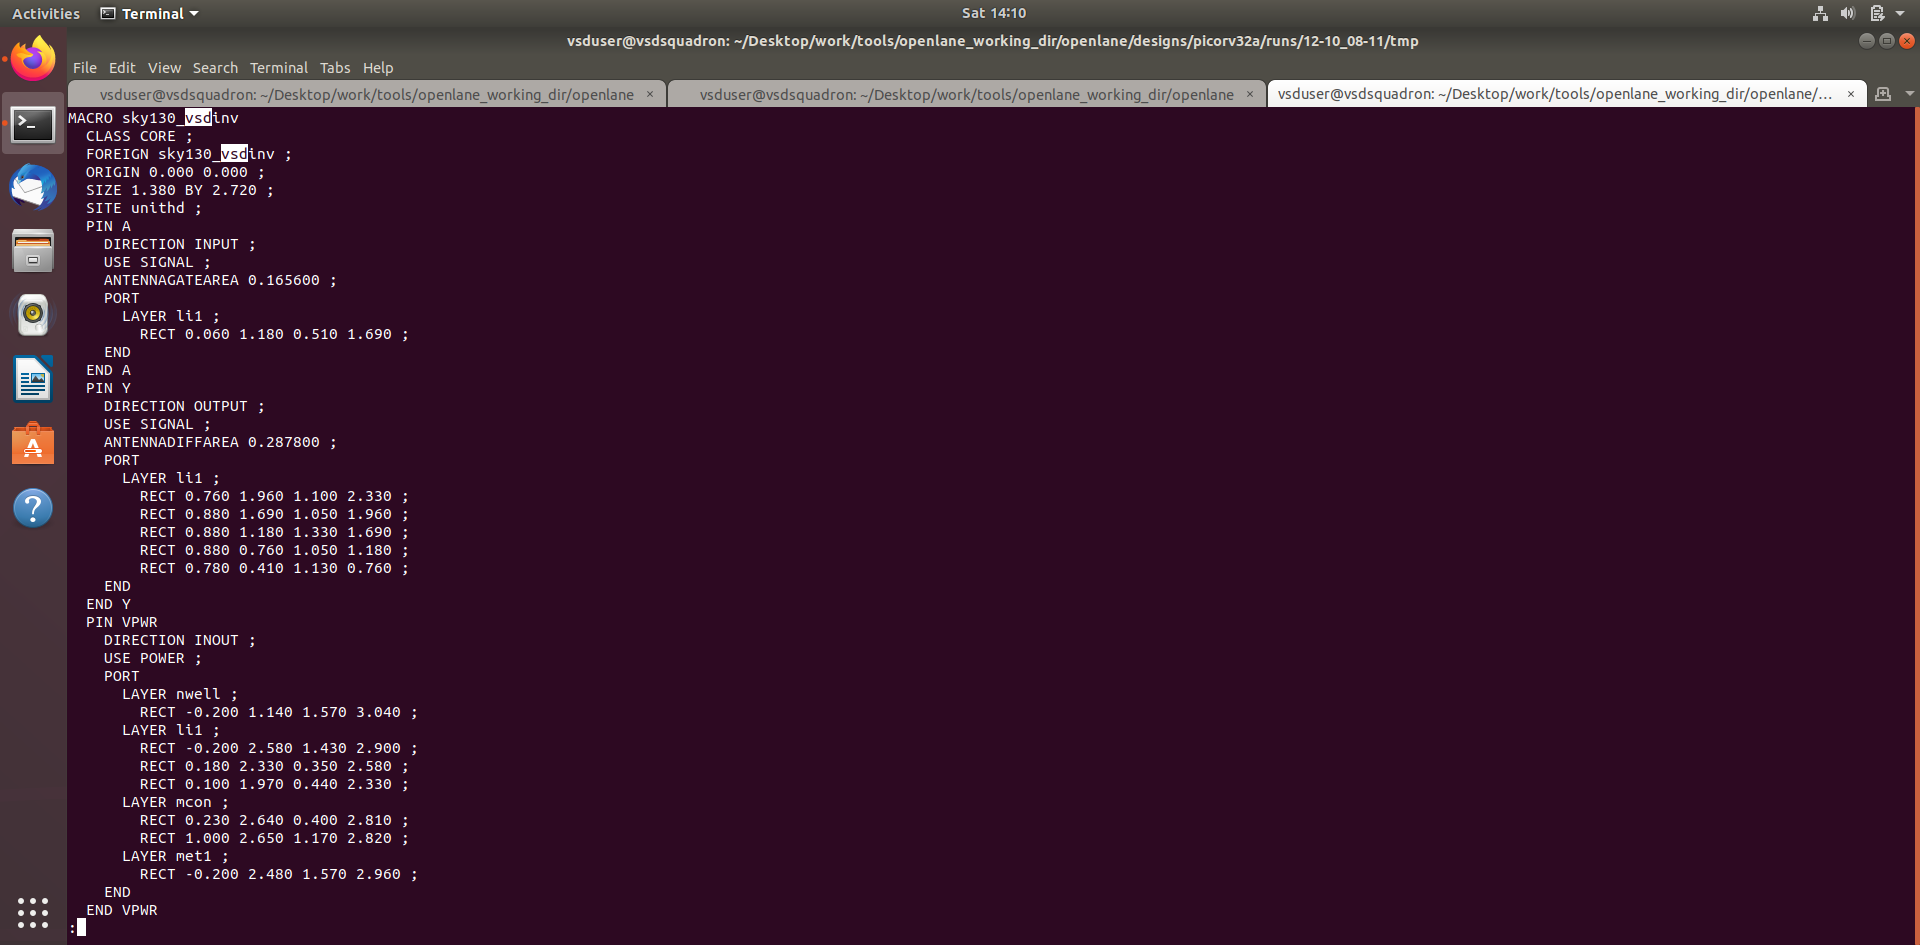 Activities Terminal Sat 14:10
vsduser@vsdsquadron: ~/Desktop/work/tools/openlane_working_dir/openlane/designs/picorv32a/runs/12-10_08-11/tmp
File Edit View Search Terminal Tabs Help
vsduser@vsdsquadron: ~/Desktop/work/tools/openlane_working_dir/openlane × vsduser@vsdsquadron: ~/Desktop/work/tools/openlane_working_dir/openlane × vsduser@vsdsquadron: ~/Desktop/work/tools/openlane_working_dir/openlane/... ×
MACRO sky130_vsdinv
  CLASS CORE ;
  FOREIGN sky130_vsdinv ;
  ORIGIN 0.000 0.000 ;
  SIZE 1.380 BY 2.720 ;
  SITE unithd ;
  PIN A
    DIRECTION INPUT ;
    USE SIGNAL ;
    ANTENNAGATEAREA 0.165600 ;
    PORT
      LAYER li1 ;
        RECT 0.060 1.180 0.510 1.690 ;
    END
  END A
  PIN Y
    DIRECTION OUTPUT ;
    USE SIGNAL ;
    ANTENNADIFFAREA 0.287800 ;
    PORT
      LAYER li1 ;
        RECT 0.760 1.960 1.100 2.330 ;
        RECT 0.880 1.690 1.050 1.960 ;
        RECT 0.880 1.180 1.330 1.690 ;
        RECT 0.880 0.760 1.050 1.180 ;
        RECT 0.780 0.410 1.130 0.760 ;
    END
  END Y
  PIN VPWR
    DIRECTION INOUT ;
    USE POWER ;
    PORT
      LAYER nwell ;
        RECT -0.200 1.140 1.570 3.040 ;
      LAYER li1 ;
        RECT -0.200 2.580 1.430 2.900 ;
        RECT 0.180 2.330 0.350 2.580 ;
        RECT 0.100 1.970 0.440 2.330 ;
      LAYER mcon ;
        RECT 0.230 2.640 0.400 2.810 ;
        RECT 1.000 2.650 1.170 2.820 ;
      LAYER met1 ;
        RECT -0.200 2.480 1.570 2.960 ;
    END
  END VPWR
: